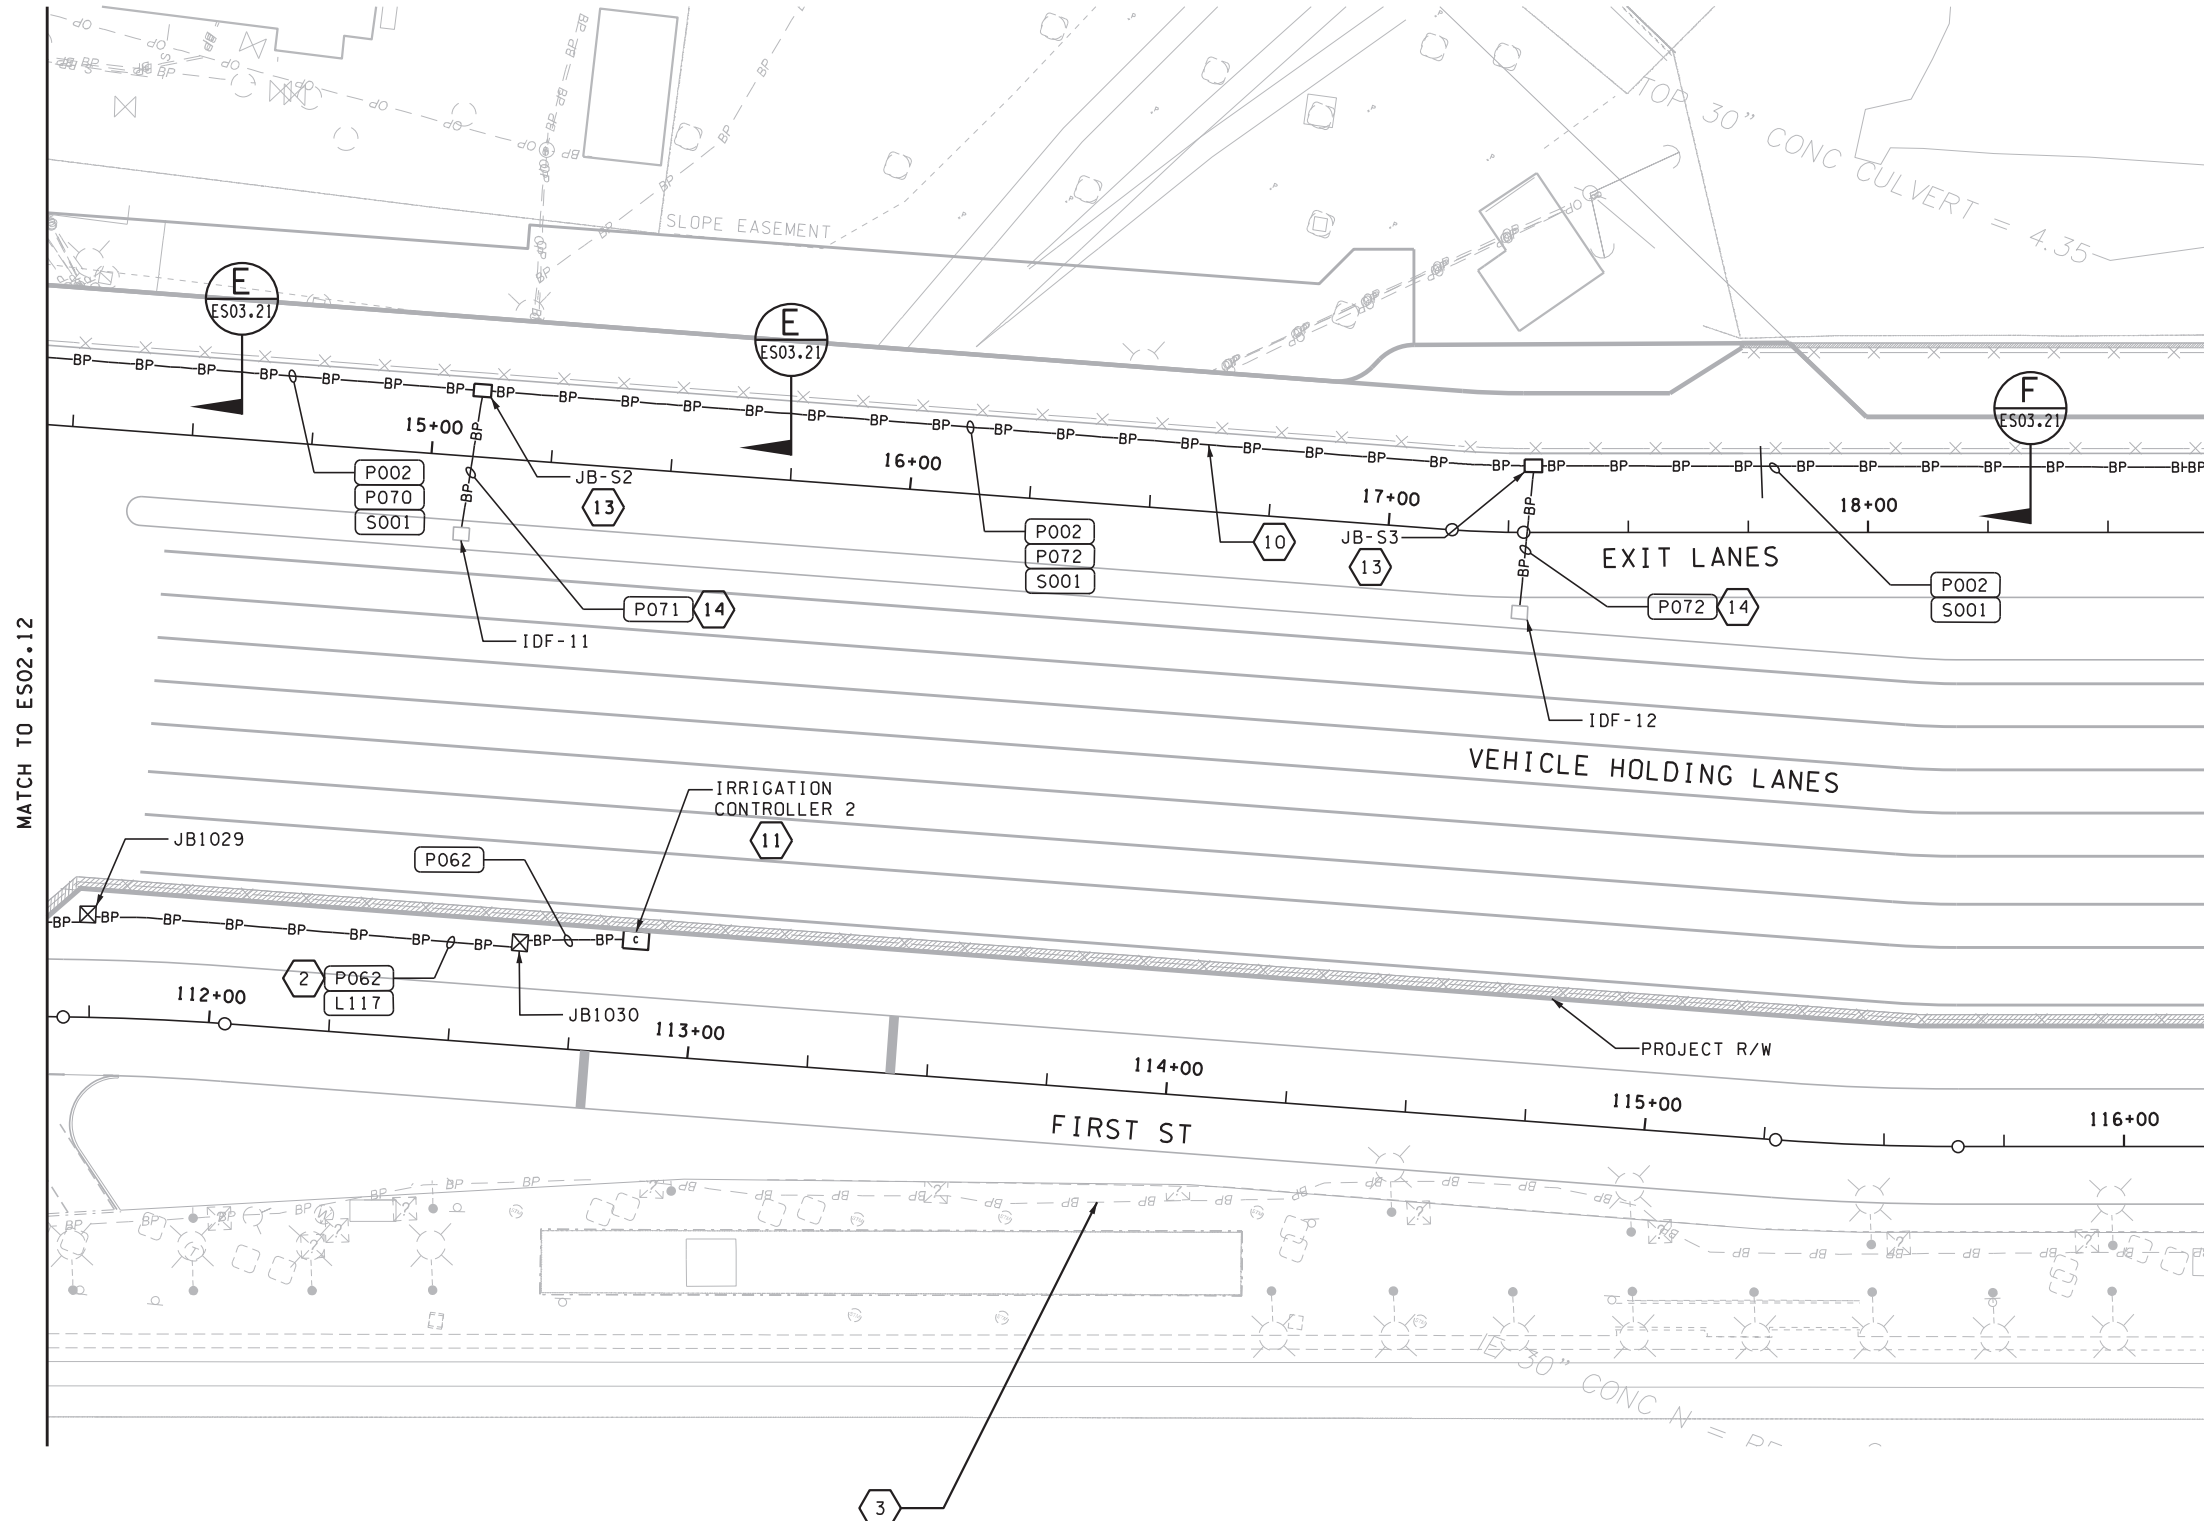 TOP 30" CONC CULVERT = 4.35
SLOPE EASEMENT
E
ES03.21
E
ES03.21
F
ES03.21
BP
15+00
16+00
17+00
18+00
P002
P070
S001
JB-S2
13
P071
14
IDF-11
P002
P072
S001
10
JB-S3
13
EXIT LANES
P072
14
P002
S001
IDF-12
MATCH TO ES02.12
VEHICLE HOLDING LANES
IRRIGATION
CONTROLLER 2
11
JB1029
P062
C
2
P062
L117
JB1030
112+00
113+00
114+00
115+00
116+00
PROJECT R/W
FIRST ST
30" CONC N =
3